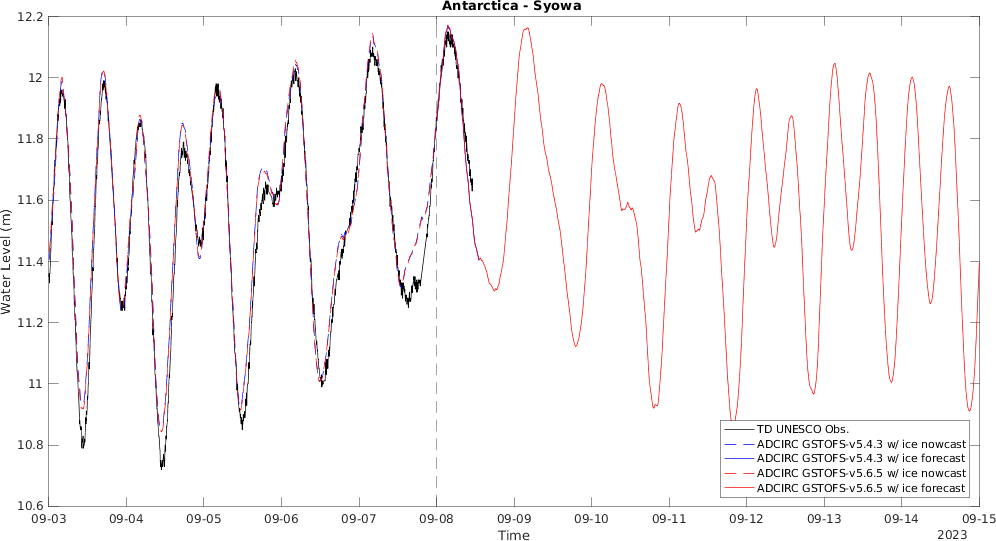 Antarctica - Syowa
12.2
12
11.8
11.6
11.4
11.2
11
10.8
10.6
Water Level (m)
09-03 09-04 09-05 09-06 09-07 09-08 09-09 09-10 09-11 09-12 09-13 09-14 09-15
Time
2023
TD UNESCO Obs.
ADCIRC GSTOFS-v5.4.3 w/ ice nowcast
ADCIRC GSTOFS-v5.4.3 w/ ice forecast
ADCIRC GSTOFS-v5.6.5 w/ ice nowcast
ADCIRC GSTOFS-v5.6.5 w/ ice forecast